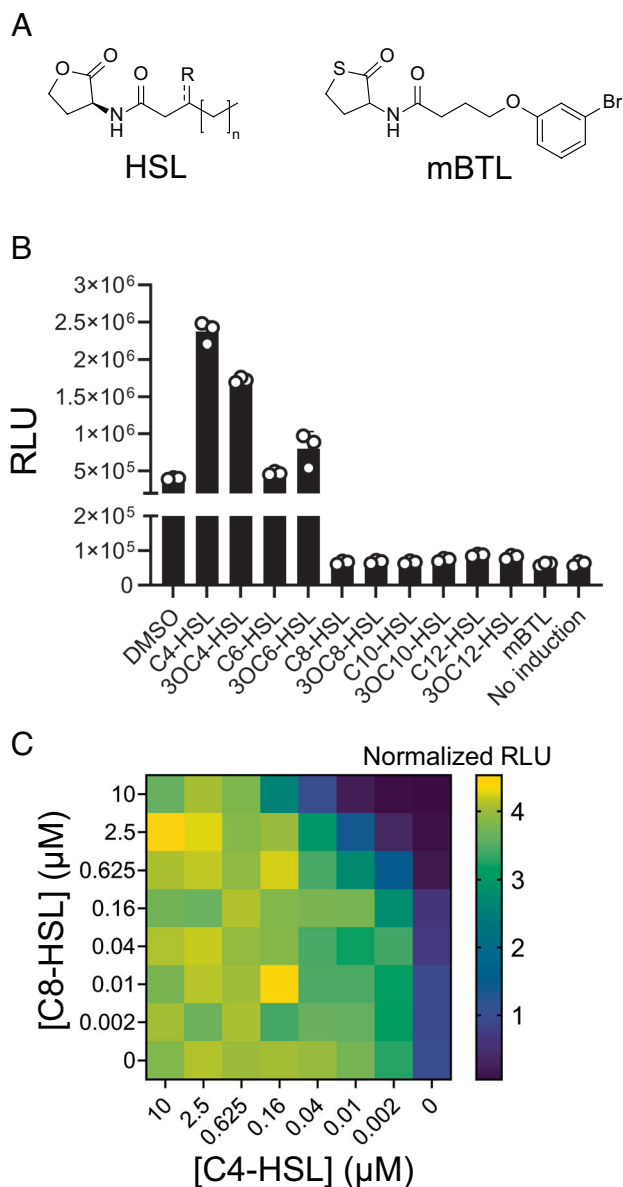 A
O
O
O
R
N
H
n
HSL
S
O
O
N
H
O
Br
mBTL
B
RLU
3×10⁶
2.5×10⁶
2×10⁶
1.5×10⁶
1×10⁶
5×10⁵
2×10⁵
1×10⁵
0
DMSO
C4-HSL
3OC4-HSL
C6-HSL
3OC6-HSL
C8-HSL
3OC8-HSL
C10-HSL
3OC10-HSL
C12-HSL
3OC12-HSL
mBTL
No induction
C
Normalized RLU
[C8-HSL] (µM)
10
2.5
0.625
0.16
0.04
0.01
0.002
0
4
3
2
1
10
2.5
0.625
0.16
0.04
0.01
0.002
0
[C4-HSL] (µM)